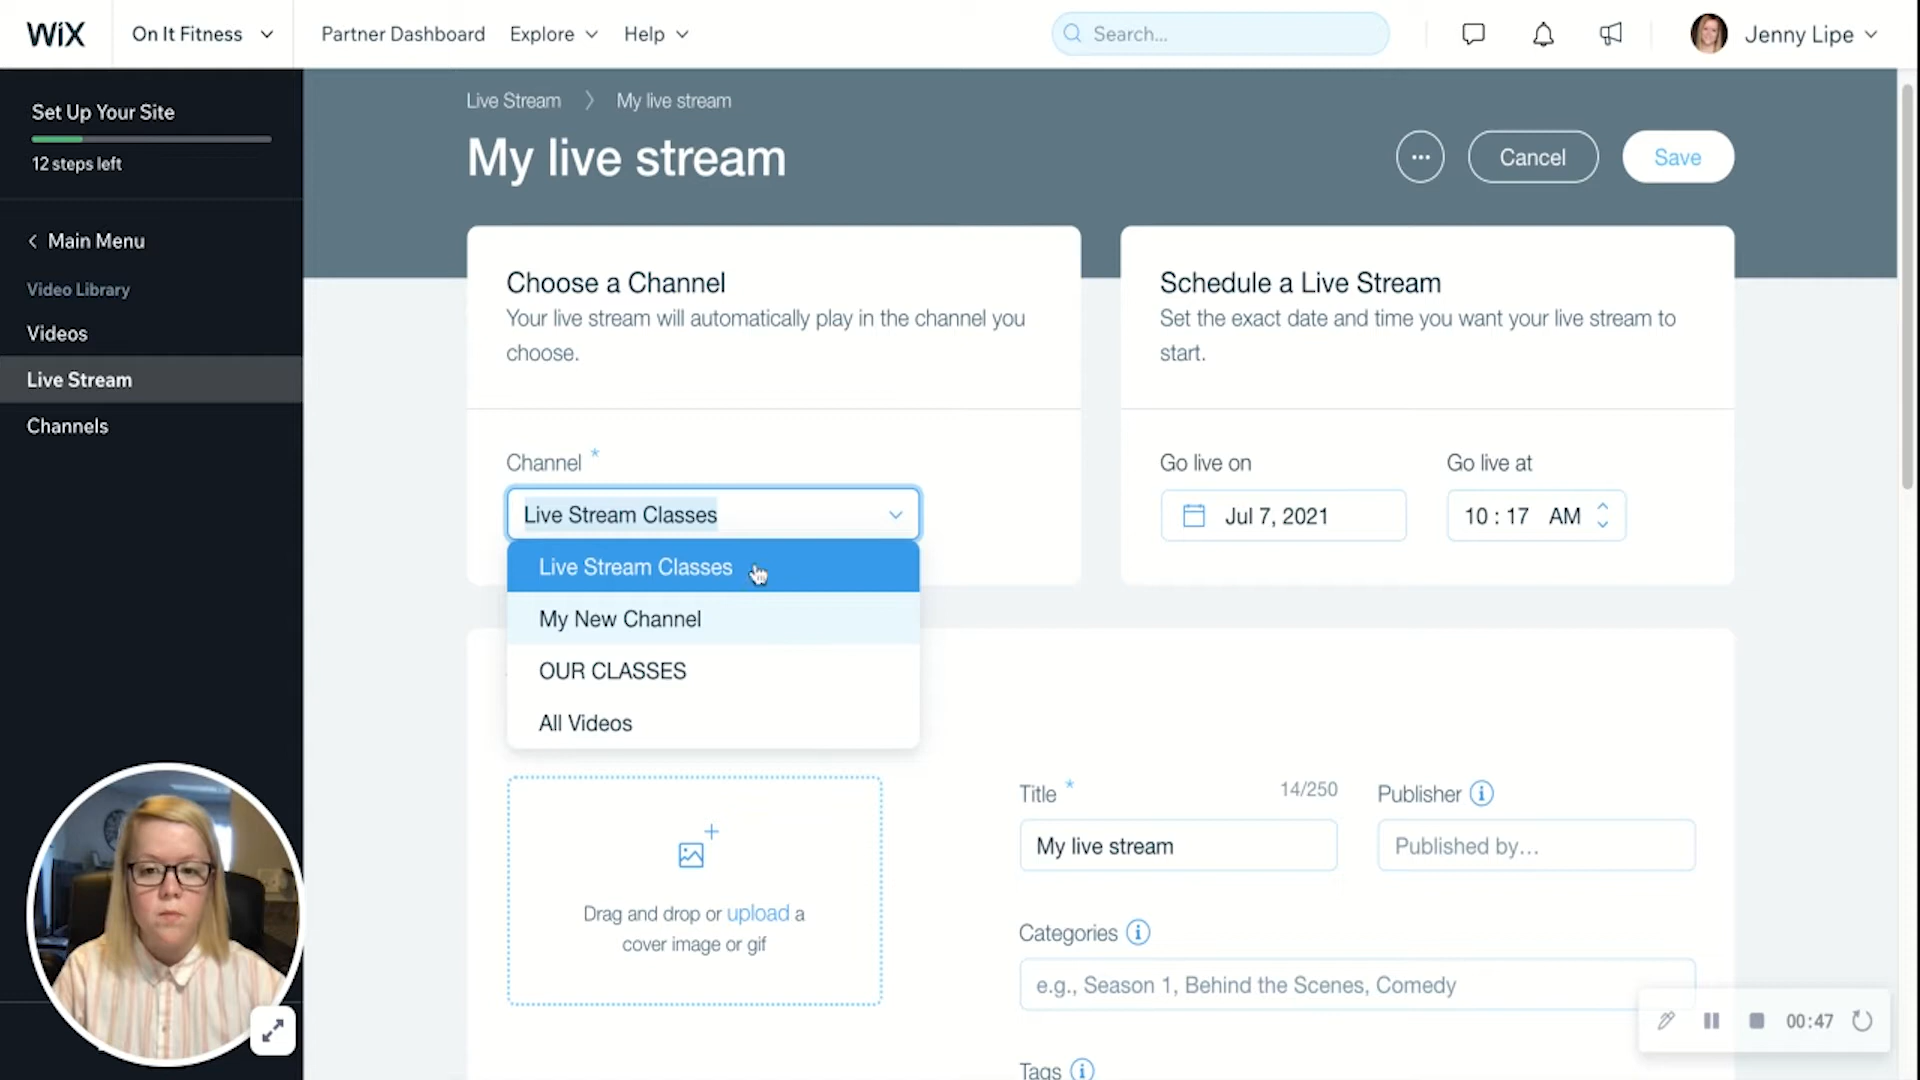 WiX
On It Fitness
Partner Dashboard
Explore
Help
Search...
Jenny Lipe
Set Up Your Site
12 steps left
Main Menu
Video Library
Videos
Live Stream
Channels
Live Stream
My live stream
My live stream
...
Cancel
Save
Choose a Channel
Your live stream will automatically play in the channel you
choose.
Channel *
Live Stream Classes
Live Stream Classes
My New Channel
OUR CLASSES
All Videos
Schedule a Live Stream
Set the exact date and time you want your live stream to
start.
Go live on
Jul 7, 2021
Go live at
10 : 17 AM
Drag and drop or upload a
cover image or gif
Title *
14/250
My live stream
Publisher
Published by...
Categories
e.g., Season 1, Behind the Scenes, Comedy
Tags
00:47